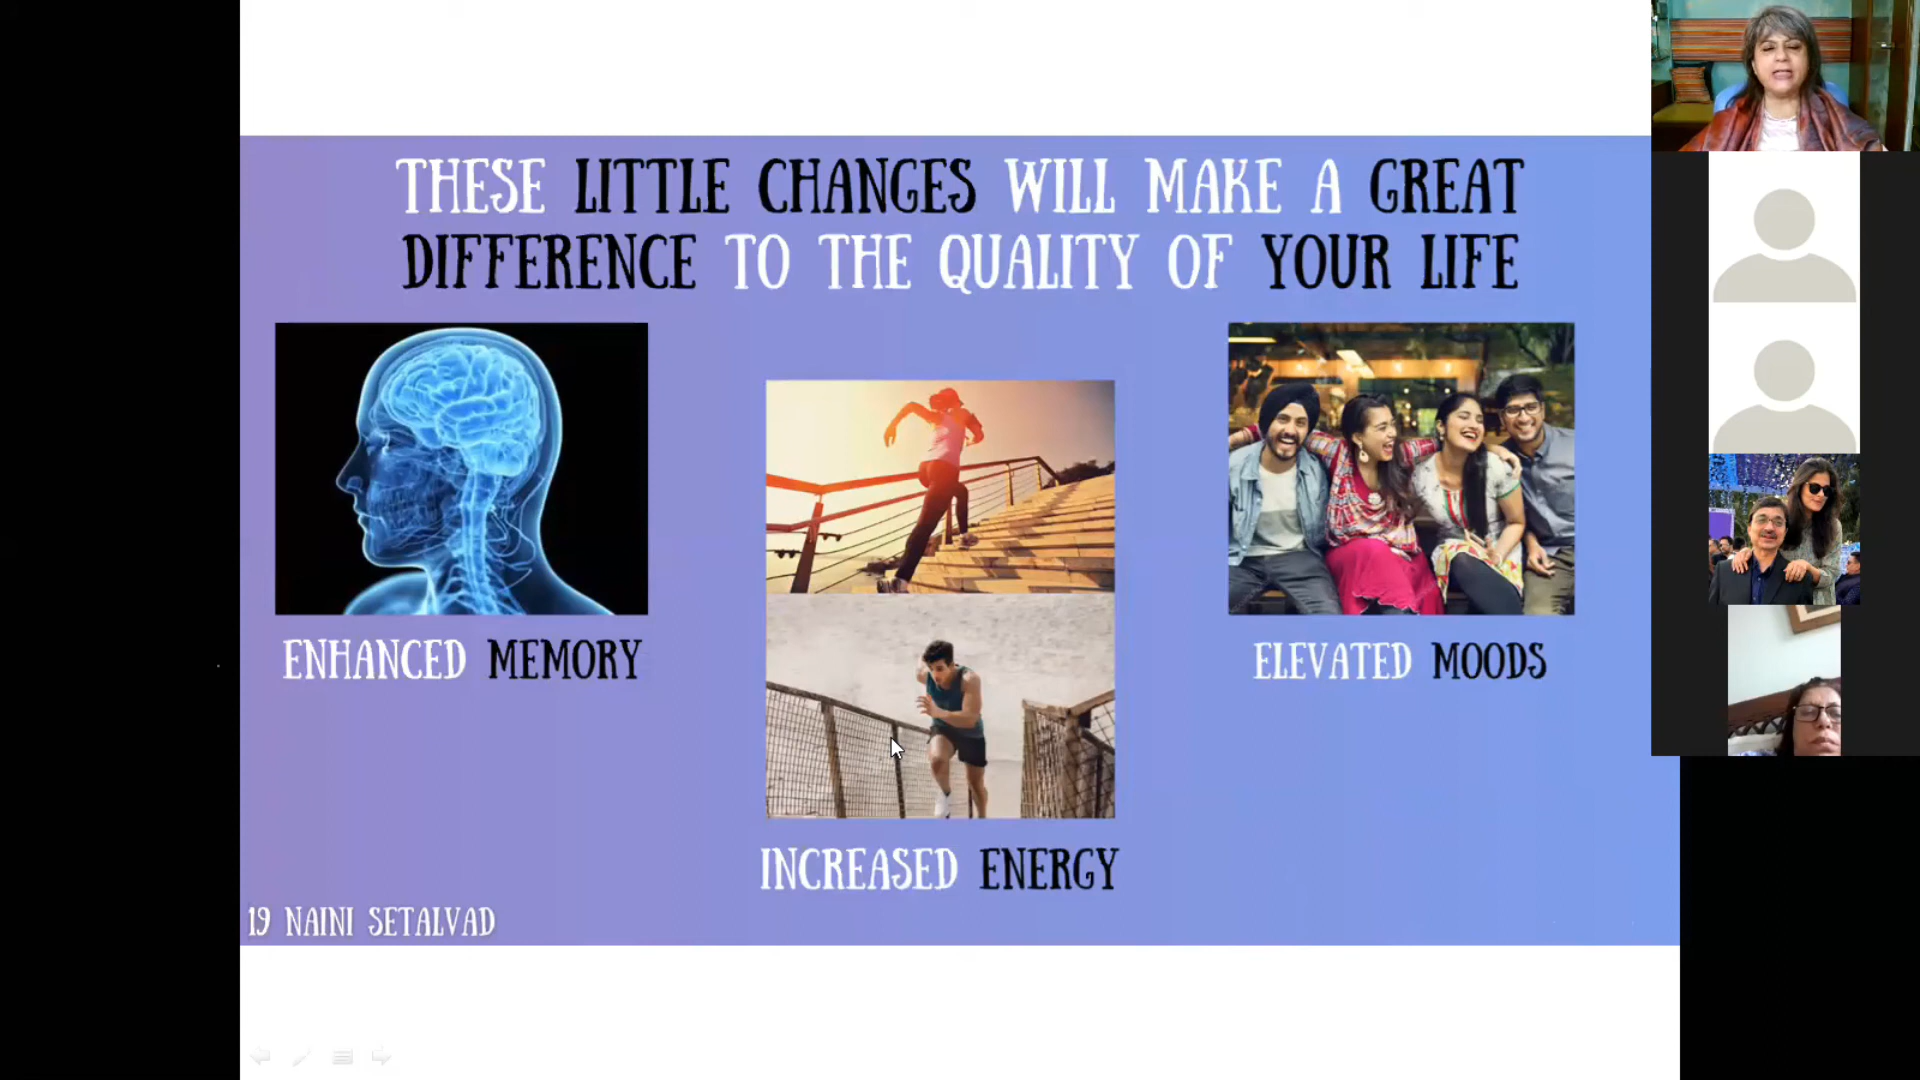 THESE LITTLE CHANGES WILL MAKE A GREAT
DIFFERENCE TO THE QUALITY OF YOUR LIFE
ENHANCED MEMORY
INCREASED ENERGY
ELEVATED MOODS
19 NAINI SETALVAD